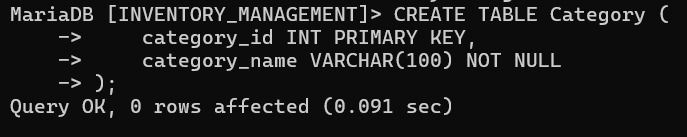 MariaDB [INVENTORY_MANAGEMENT]> CREATE TABLE Category (
    ->     category_id INT PRIMARY KEY,
    ->     category_name VARCHAR(100) NOT NULL
    -> );
Query OK, 0 rows affected (0.091 sec)